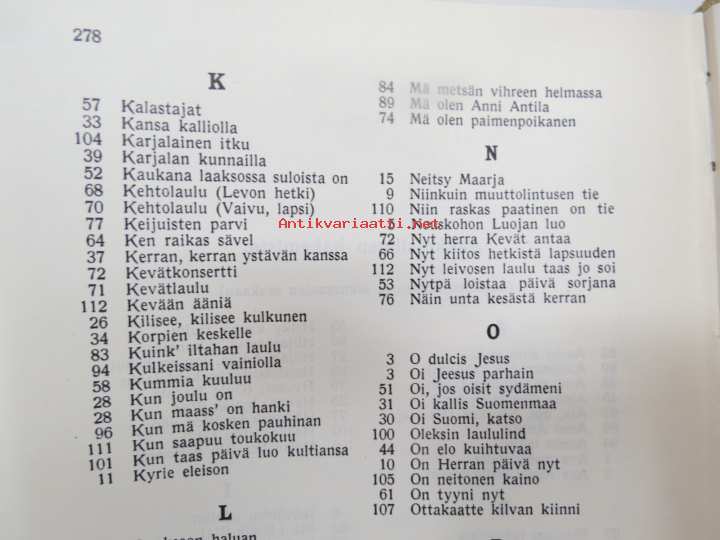 278
K
57 Kalastajat
33 Kansa kalliolla
104 Karjalainen itku
39 Karjalan kunnailla
52 Kaukana laaksossa suloista on
68 Kehtolaulu (Levon hetki)
70 Kehtolaulu (Vaivu, lapsi)
77 Keijuisten parvi
64 Ken raikas sävel
37 Kerran, kerran ystävän kanssa
72 Kevätkonsertti
71 Kevätlaulu
112 Kevään ääniä
26 Kilisee, kilisee kulkunen
34 Korpien keskelle
83 Kuink' iltahan laulu
94 Kulkeissani vainiolla
58 Kummia kuuluu
28 Kun joulu on
28 Kun maass' on hanki
96 Kun mä kosken pauhinan
111 Kun saapuu toukokuu
101 Kun taas päivä luo kultiansa
11 Kyrie eleison
L
haluan
84 Mä metsän vihreen helmassa
89 Mä olen Anni Antila
74 Mä olen paimenpoikanen
N
15 Neitsy Maarja
9 Niinkuin muuttolintusen tie
110 Niin raskas paatinen on tie
Nouskohon Luojan luo
72 Nyt herra Kevät antaa
66 Nyt kiitos hetkistä lapsuuden
112 Nyt leivosen laulu taas jo soi
53 Nytpä loistaa päivä sorjana
76 Näin unta kesästä kerran
O
3 O dulcis Jesus
3 Oi Jeesus parhain
51 Oi, jos oisit sydämeni
31 Oi kallis Suomenmaa
30 Oi Suomi, katso
100 Oleksin laululind
44 On elo kuihtuvaa
10 On Herran päivä nyt
105 On neitonen kaino
61 On tyyni nyt
107 Ottakaatte kilvan kiinni
Antikvariaatti.net